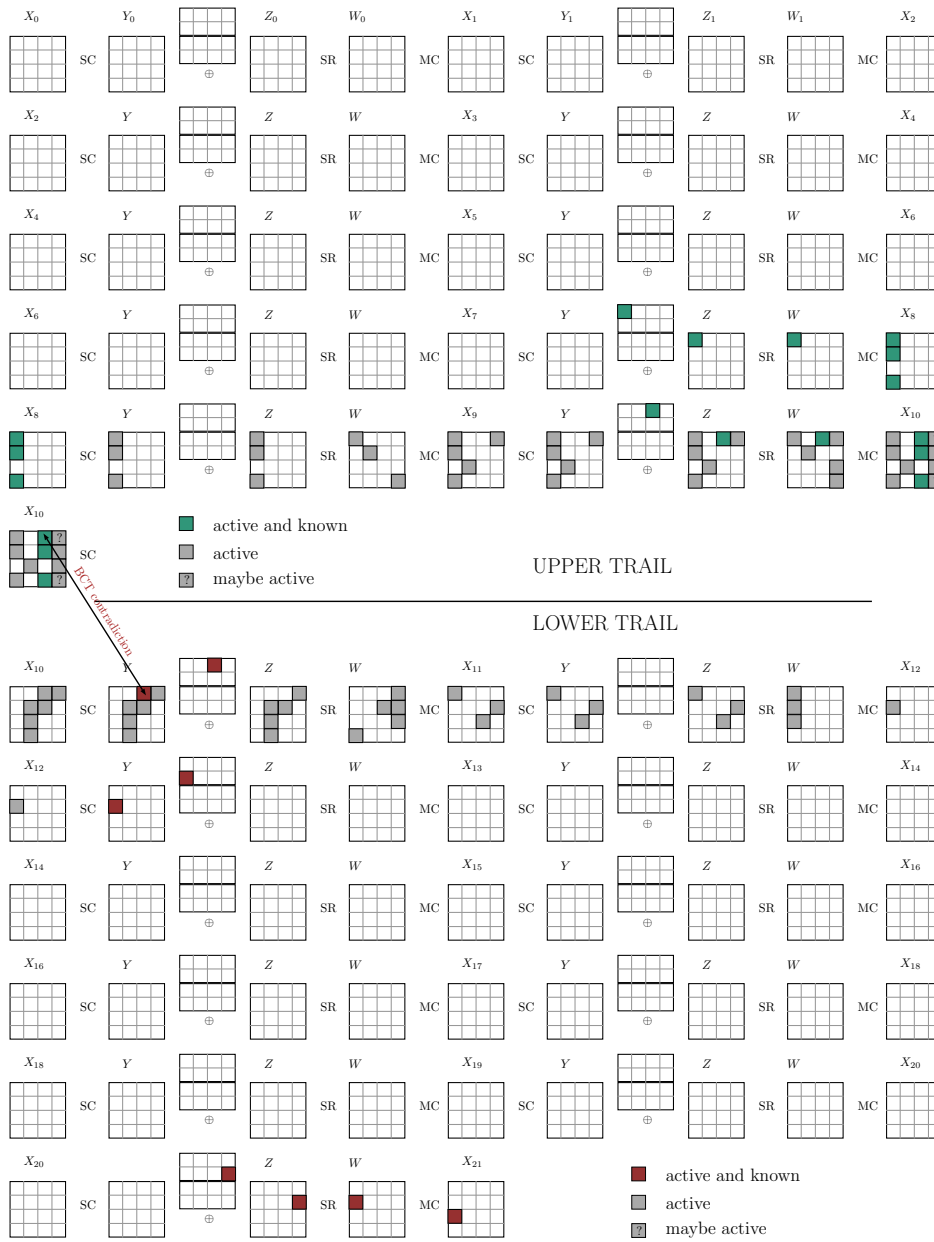 X₀ Y₀ Z₀ W₀ X₁ Y₁ Z₁ W₁ X₂
SC ⊕ SR MC SC ⊕ SR MC
X₂ Y Z W X₃ Y Z W X₄
SC ⊕ SR MC SC ⊕ SR MC
X₄ Y Z W X₅ Y Z W X₆
SC ⊕ SR MC SC ⊕ SR MC
X₆ Y Z W X₇ Y Z W X₈
SC ⊕ SR MC SC ⊕ SR MC
X₈ Y Z W X₉ Y Z W X₁₀
SC ⊕ SR MC SC ⊕ SR MC
X₁₀
? active and known
SC active
? ? maybe active
UPPER TRAIL
BCT contradiction
LOWER TRAIL
X₁₀ Y Z W X₁₁ Y Z W X₁₂
SC ⊕ SR MC SC ⊕ SR MC
X₁₂ Y Z W X₁₃ Y Z W X₁₄
SC ⊕ SR MC SC ⊕ SR MC
X₁₄ Y Z W X₁₅ Y Z W X₁₆
SC ⊕ SR MC SC ⊕ SR MC
X₁₆ Y Z W X₁₇ Y Z W X₁₈
SC ⊕ SR MC SC ⊕ SR MC
X₁₈ Y Z W X₁₉ Y Z W X₂₀
SC ⊕ SR MC SC ⊕ SR MC
X₂₀ Z W X₂₁
SC ⊕ SR MC
active and known
active
? maybe active